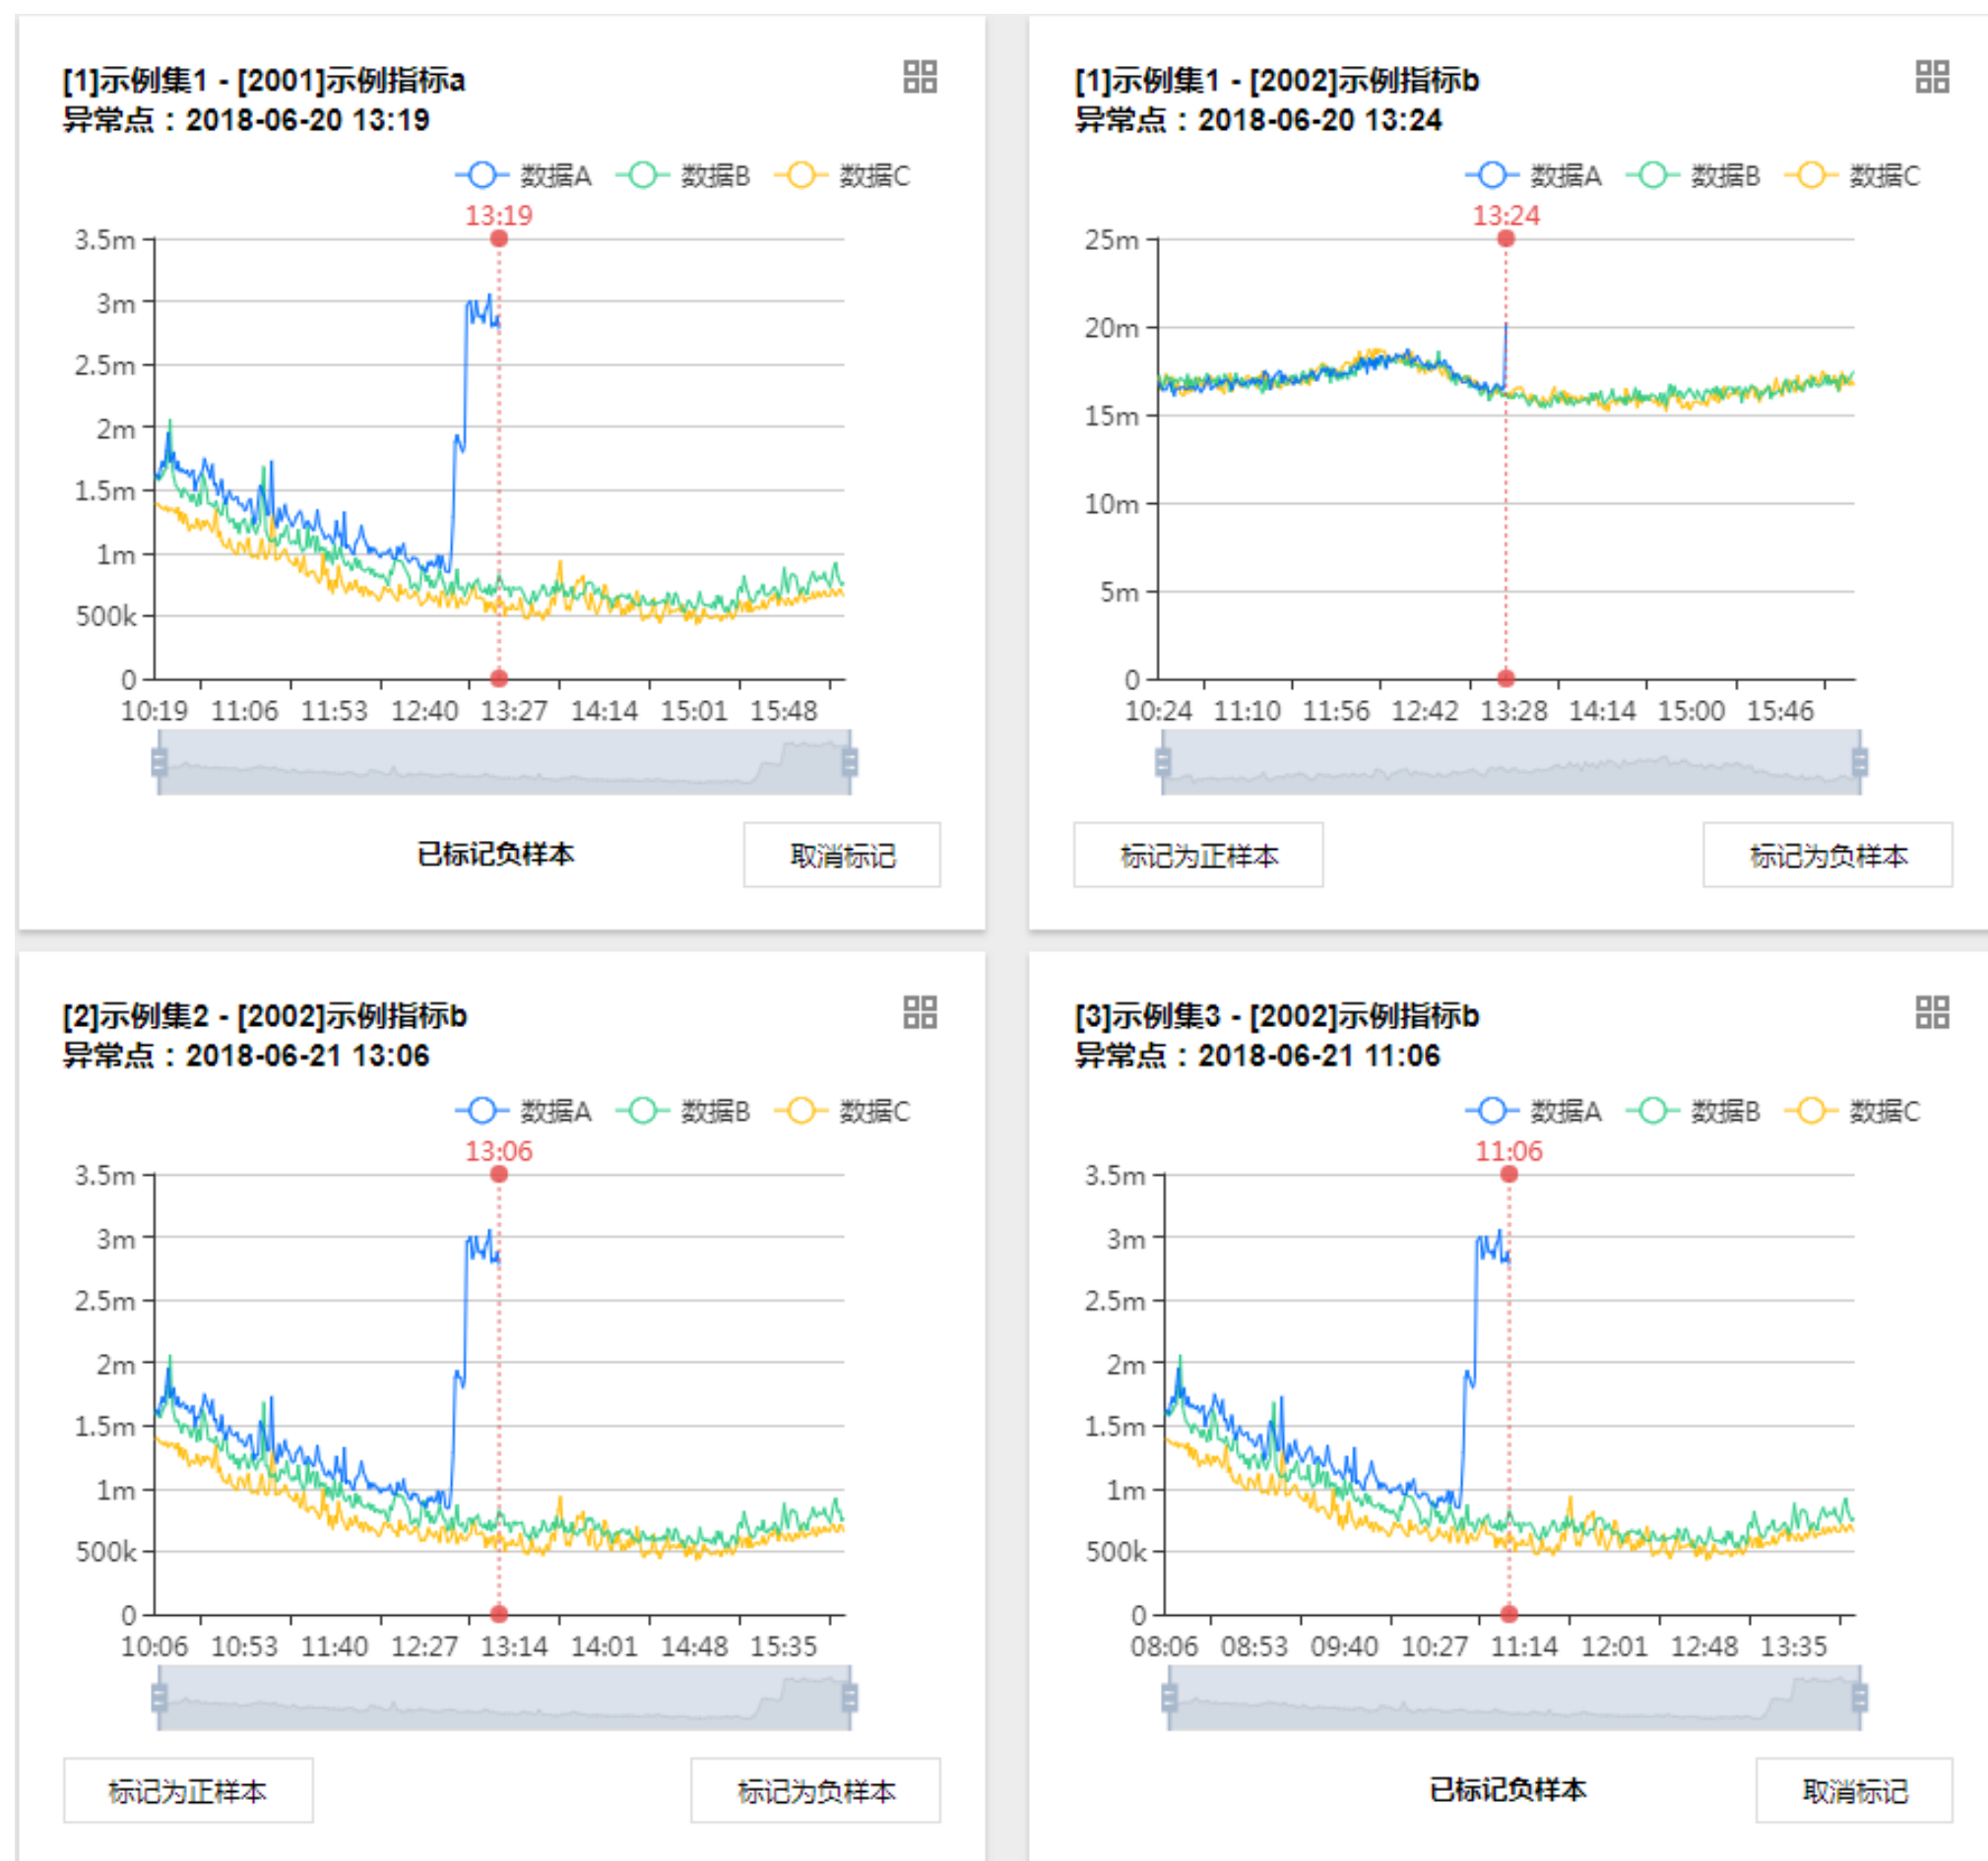 [1]示例集1 - [2001]示例指标a
异常点：2018-06-20 13:19
数据A 数据B 数据C
13:19
3.5m
3m
2.5m
2m
1.5m
1m
500k
0
10:19 11:06 11:53 12:40 13:27 14:14 15:01 15:48
已标记负样本 取消标记
[1]示例集1 - [2002]示例指标b
异常点：2018-06-20 13:24
数据A 数据B 数据C
13:24
25m
20m
15m
10m
5m
0
10:24 11:10 11:56 12:42 13:28 14:14 15:00 15:46
标记为正样本 标记为负样本
[2]示例集2 - [2002]示例指标b
异常点：2018-06-21 13:06
数据A 数据B 数据C
13:06
3.5m
3m
2.5m
2m
1.5m
1m
500k
0
10:06 10:53 11:40 12:27 13:14 14:01 14:48 15:35
标记为正样本 标记为负样本
[3]示例集3 - [2002]示例指标b
异常点：2018-06-21 11:06
数据A 数据B 数据C
11:06
3.5m
3m
2.5m
2m
1.5m
1m
500k
0
08:06 08:53 09:40 10:27 11:14 12:01 12:48 13:35
已标记负样本 取消标记